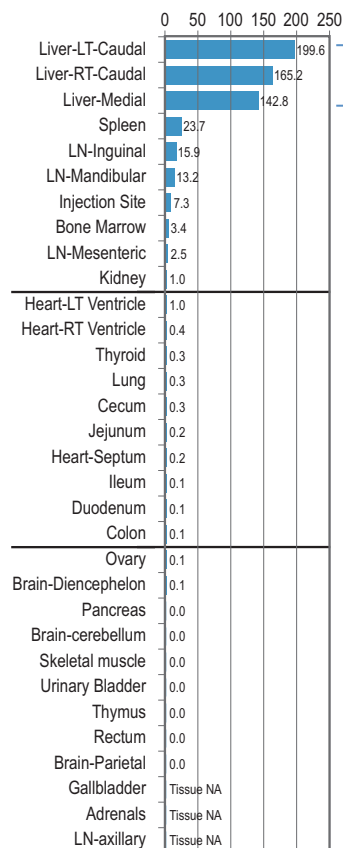 0 50 100 150 200 250
Liver-LT-Caudal 199.6
Liver-RT-Caudal 165.2
Liver-Medial 142.8
Spleen 23.7
LN-Inguinal 15.9
LN-Mandibular 13.2
Injection Site 7.3
Bone Marrow 3.4
LN-Mesenteric 2.5
Kidney 1.0
Heart-LT Ventricle 1.0
Heart-RT Ventricle 0.4
Thyroid 0.3
Lung 0.3
Cecum 0.3
Jejunum 0.2
Heart-Septum 0.2
Ileum 0.1
Duodenum 0.1
Colon 0.1
Ovary 0.1
Brain-Diencephelon 0.1
Pancreas 0.0
Brain-cerebellum 0.0
Skeletal muscle 0.0
Urinary Bladder 0.0
Thymus 0.0
Rectum 0.0
Brain-Parietal 0.0
Gallbladder Tissue NA
Adrenals Tissue NA
LN-axillary Tissue NA